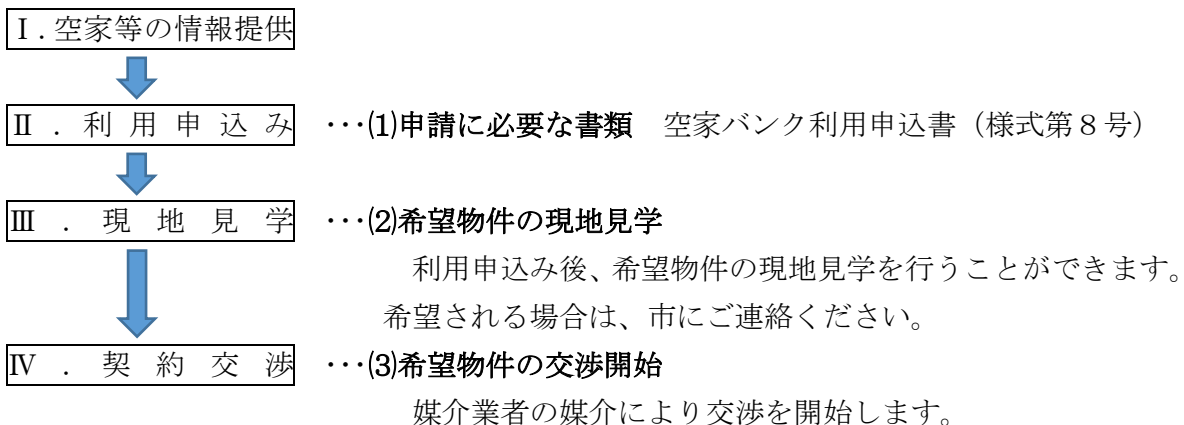 Ⅰ.空家等の情報提供
Ⅱ.利用申込み ･･･⑴申請に必要な書類 空家バンク利用申込書（様式第８号）
Ⅲ.現地見学 ･･･⑵希望物件の現地見学
利用申込み後、希望物件の現地見学を行うことができます。
希望される場合は、市にご連絡ください。
Ⅳ.契約交渉 ･･･⑶希望物件の交渉開始
媒介業者の媒介により交渉を開始します。